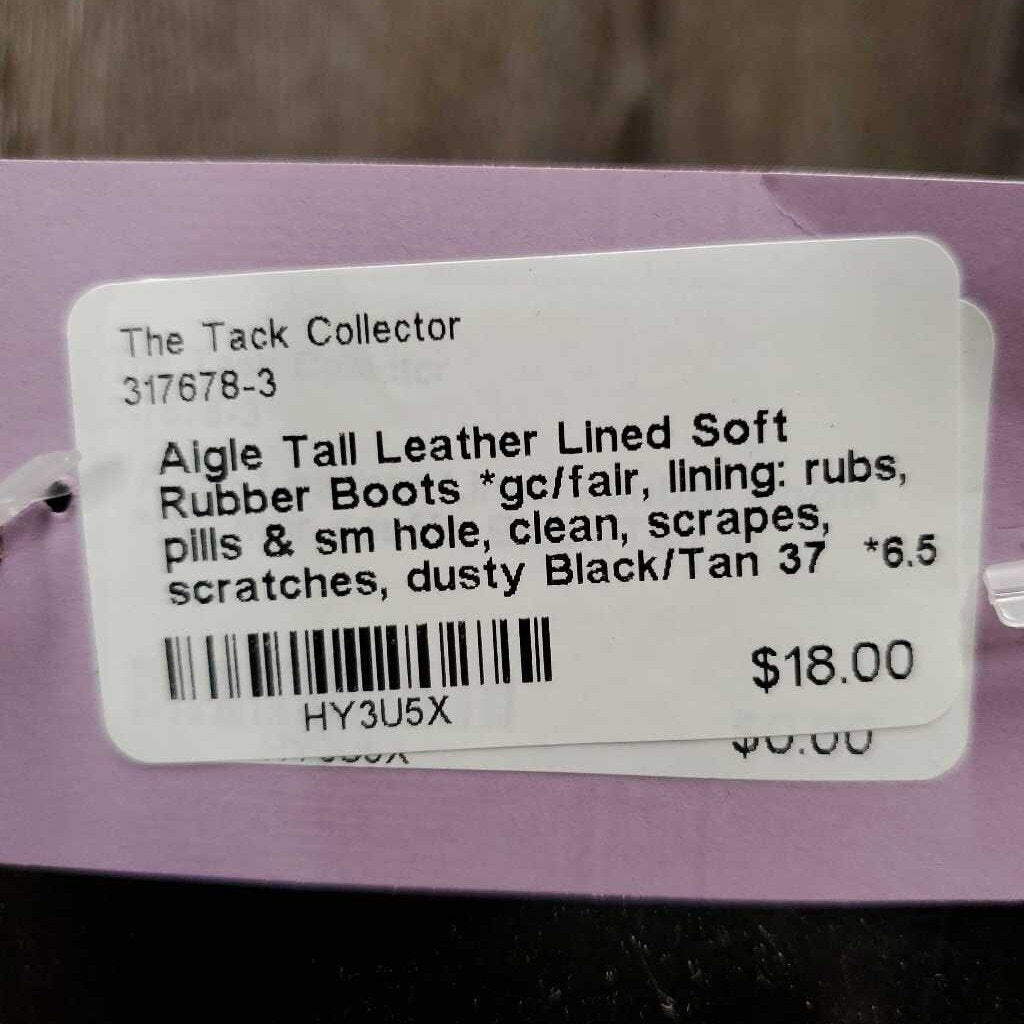 The Tack Collector
317678-3
Aigle Tall Leather Lined Soft
Rubber Boots *gc/fair, lining: rubs,
pills & sm hole, clean, scrapes,
scratches, dusty Black/Tan 37 *6.5
$18.00
HY3U5X